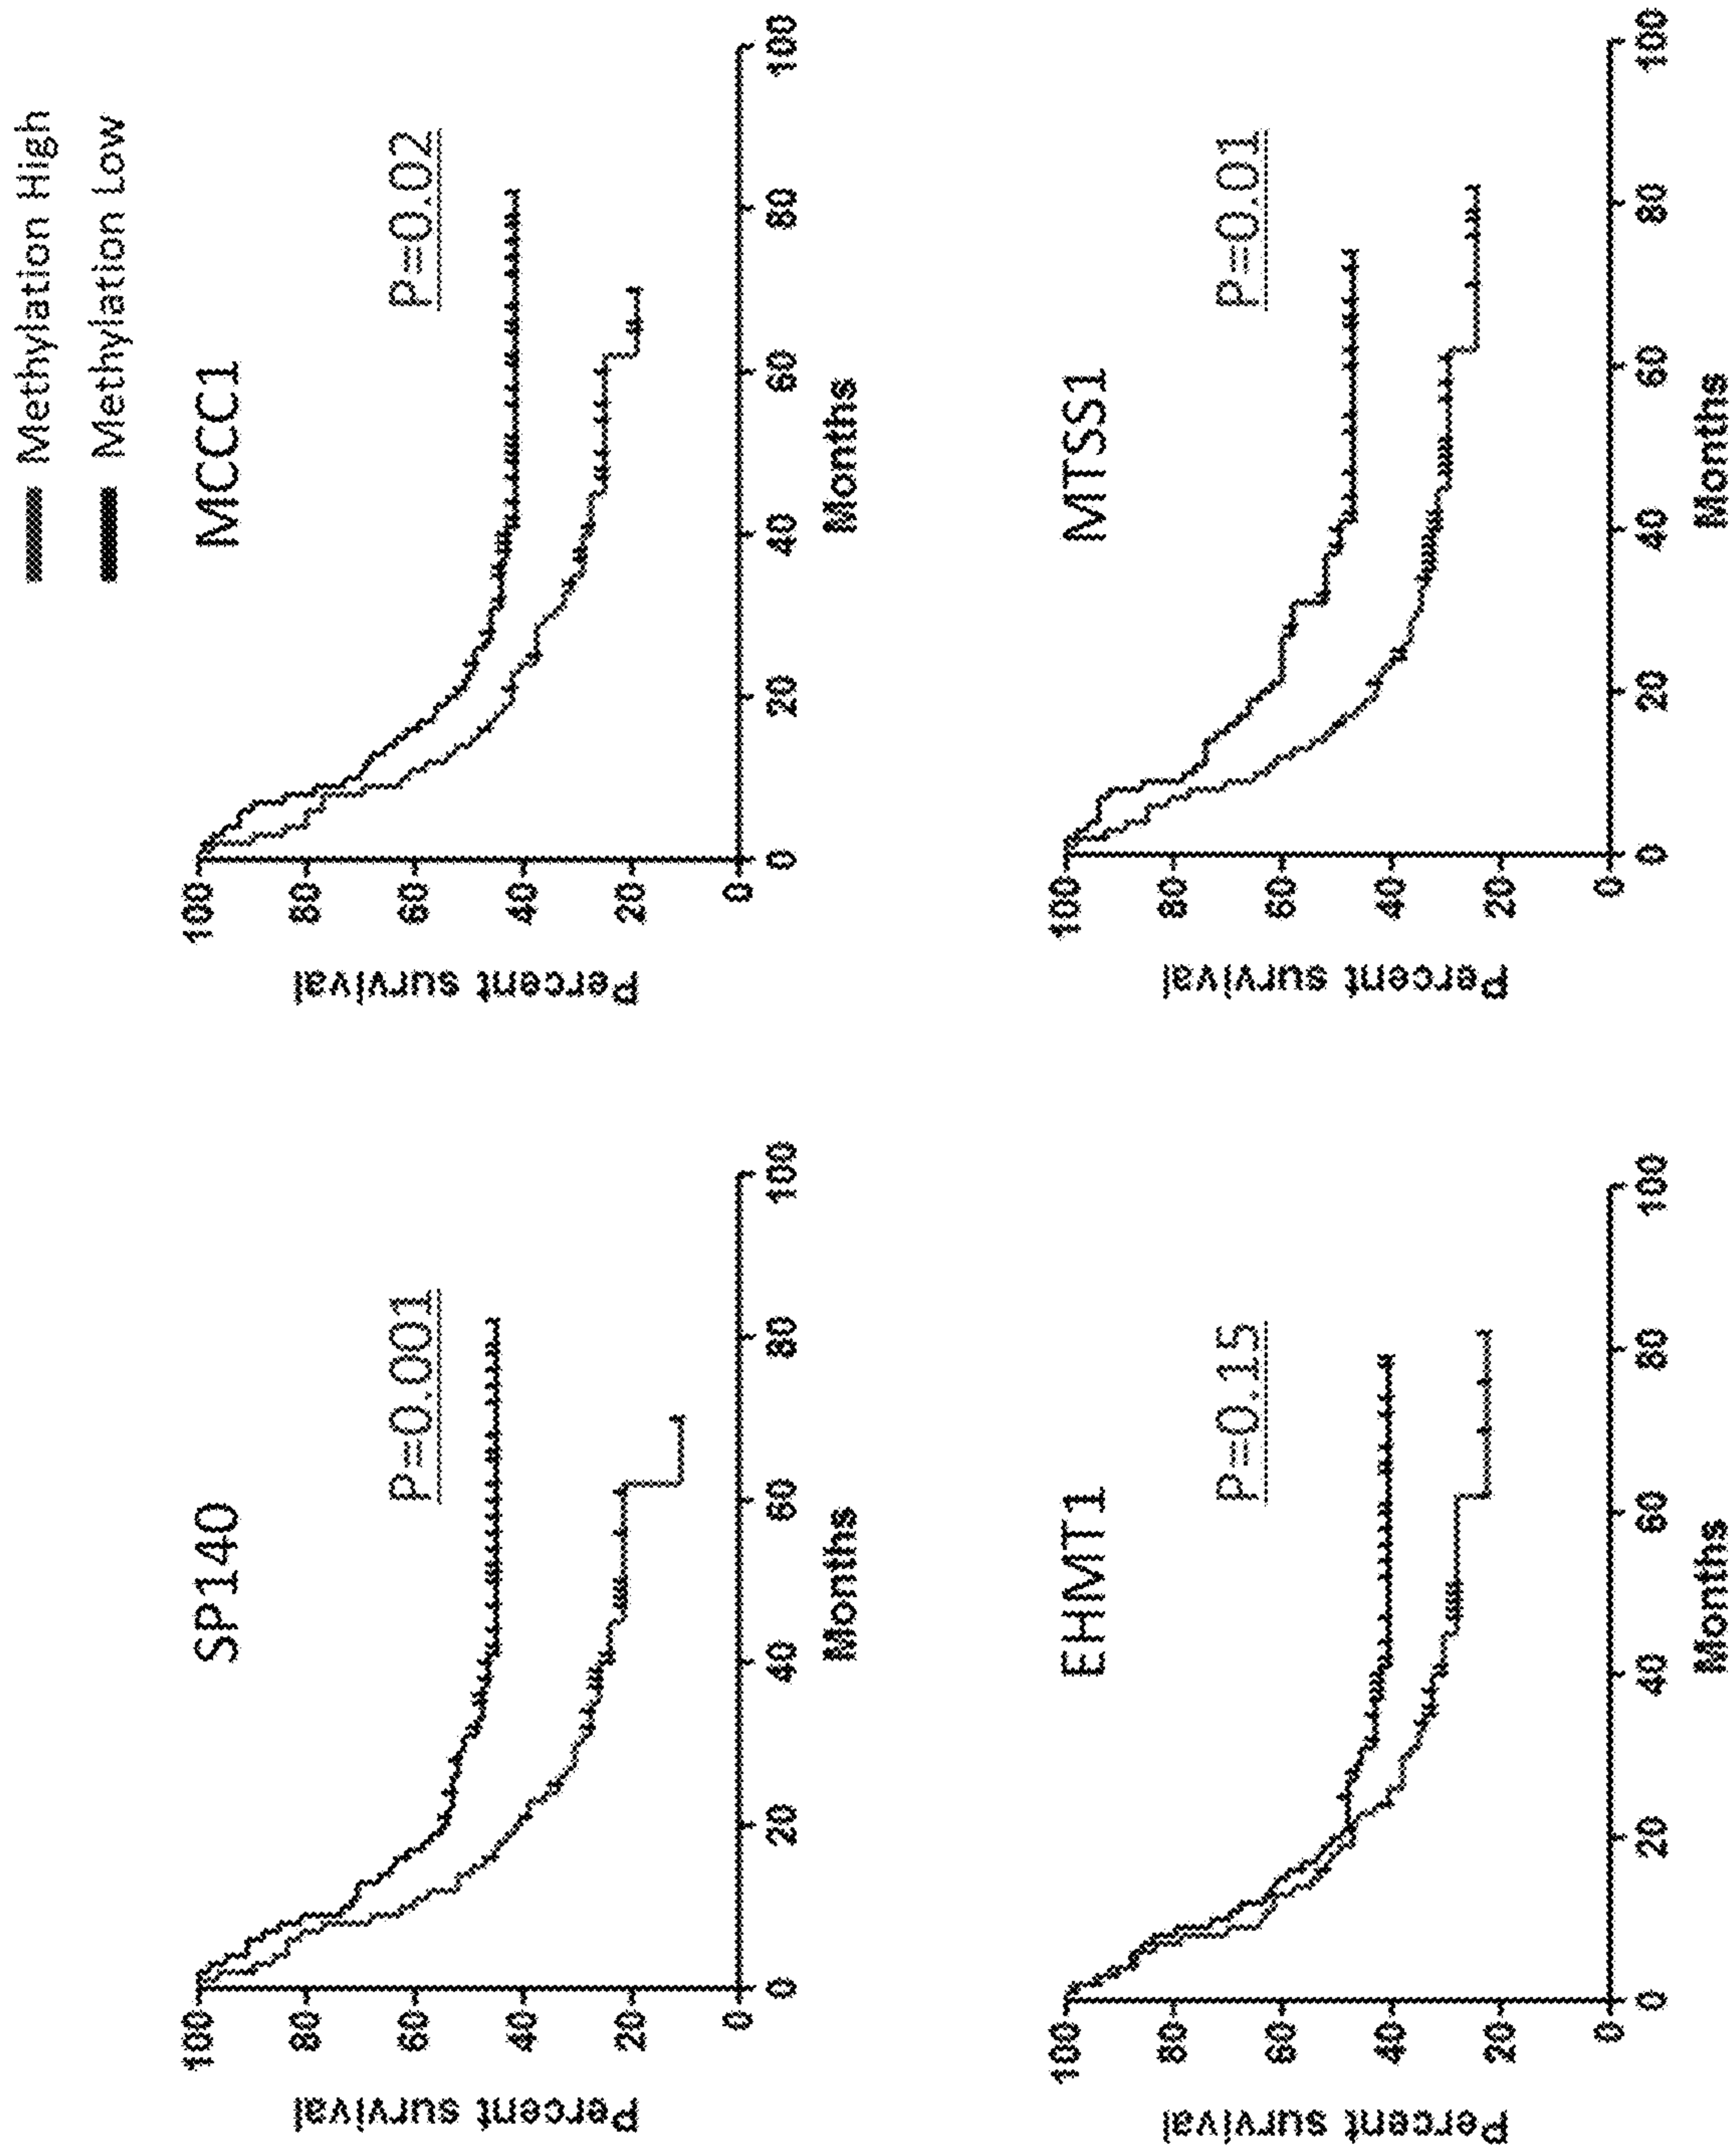 Methylation High
Methylation Low
SP140
P=0.001
Percent survival
100
80
60
40
20
0
0 20 40 60 80 100
Months
MCCC1
P=0.02
Percent survival
100
80
60
40
20
0
0 20 40 60 80 100
Months
EHMT1
P=0.15
Percent survival
100
80
60
40
20
0
0 20 40 60 80 100
Months
MTSS1
P=0.01
Percent survival
100
80
60
40
20
0
0 20 40 60 80 100
Months